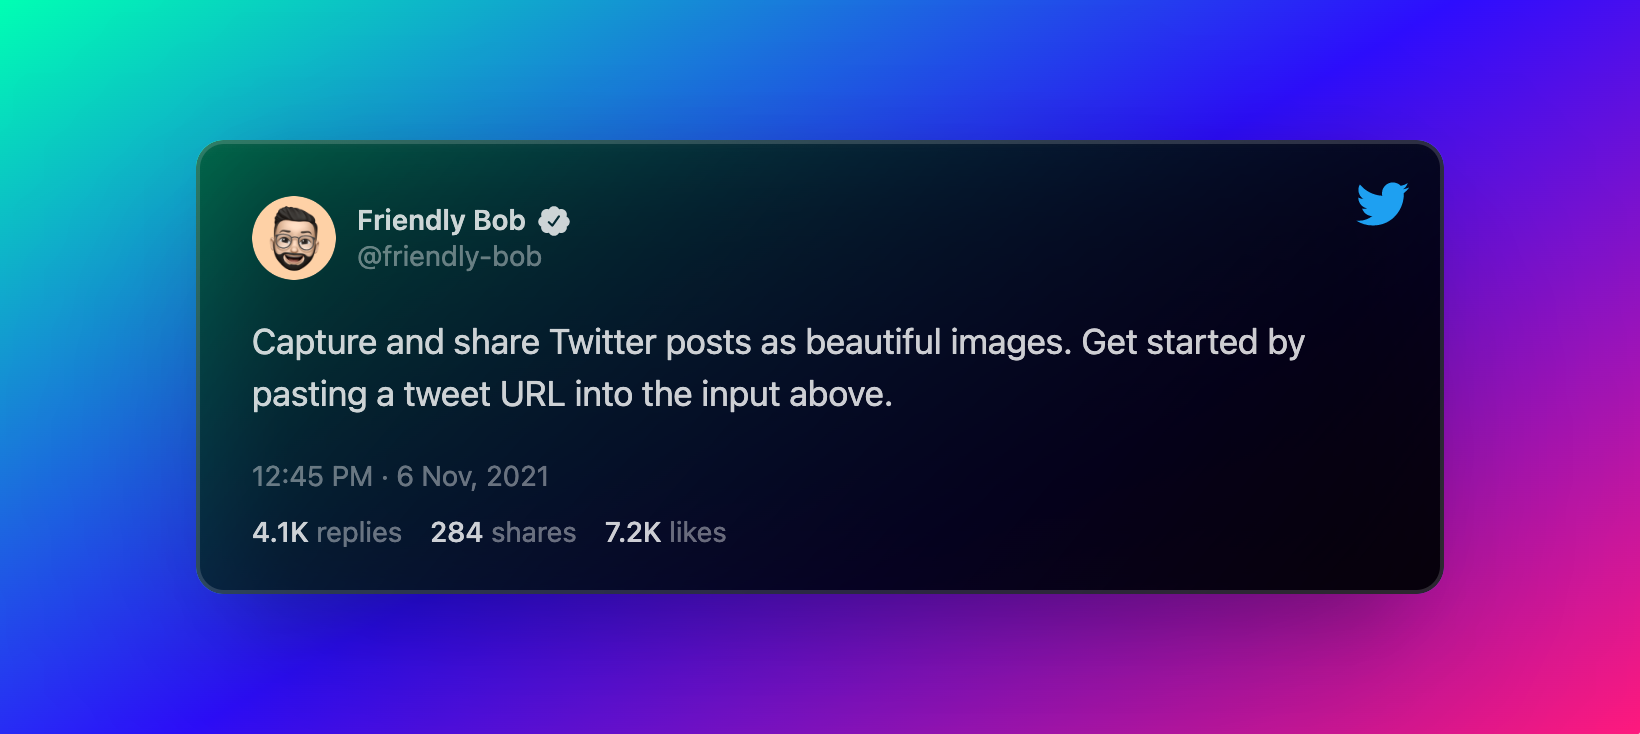 Friendly Bob
@friendly-bob
Capture and share Twitter posts as beautiful images. Get started by
pasting a tweet URL into the input above.
12:45 PM · 6 Nov, 2021
4.1K replies 284 shares 7.2K likes